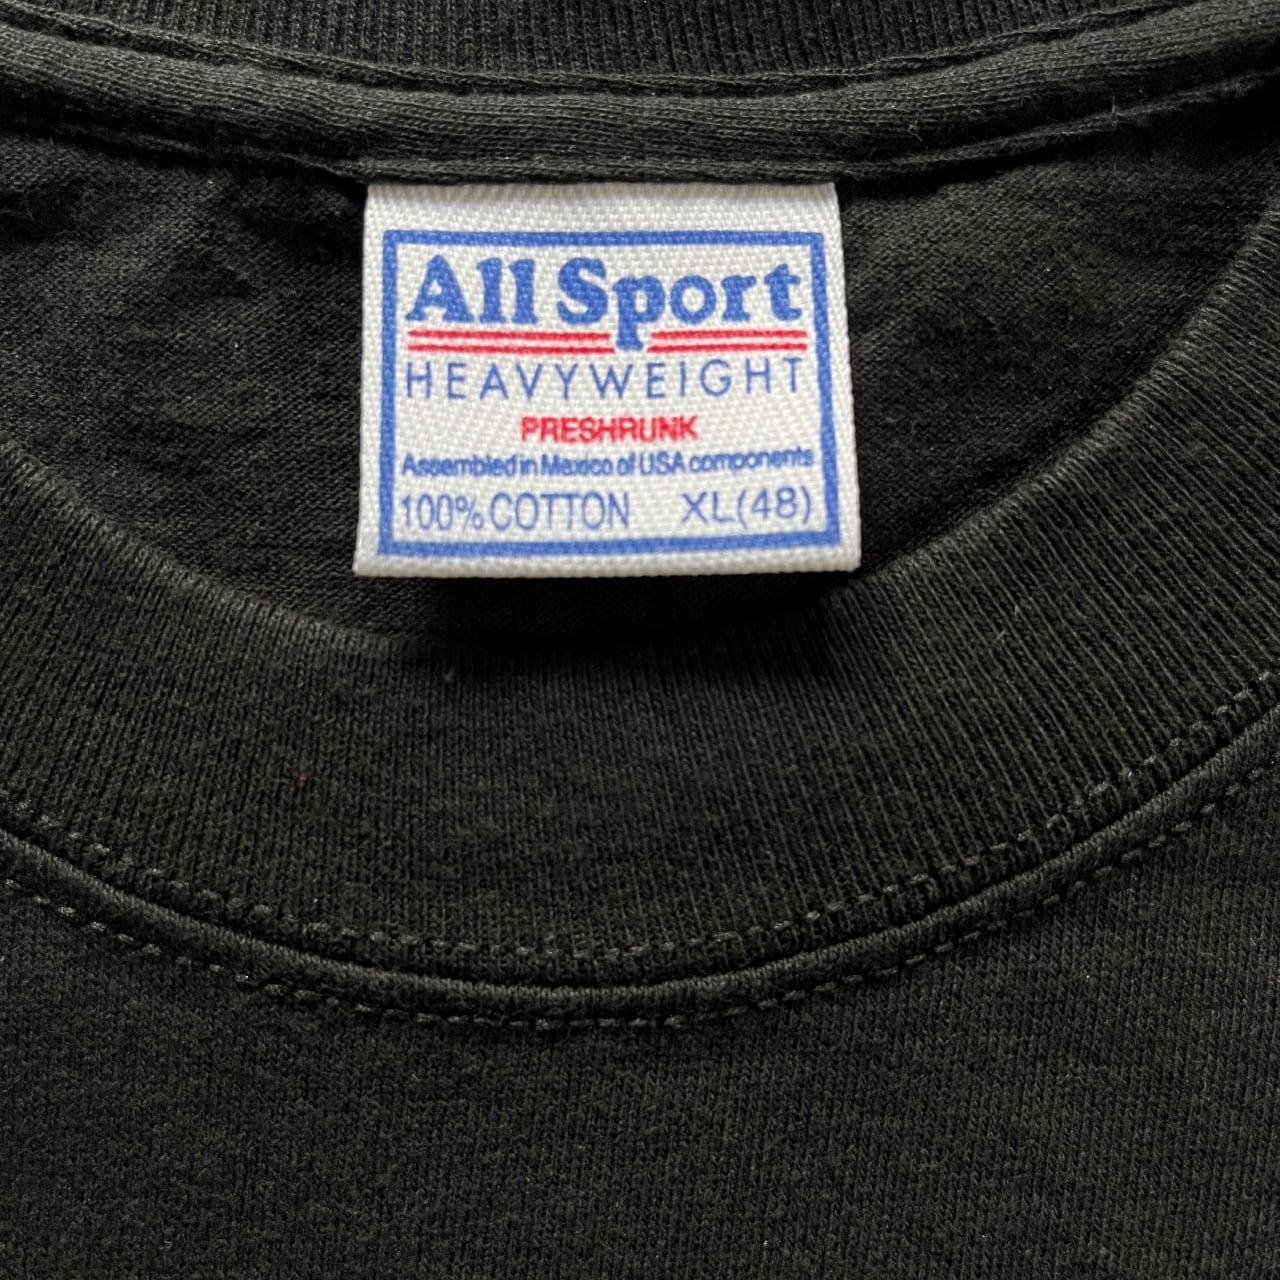 All Sport
HEAVYWEIGHT
PRESHRUNK
Assembled in Mexico of USA components
100% COTTON XL(48)